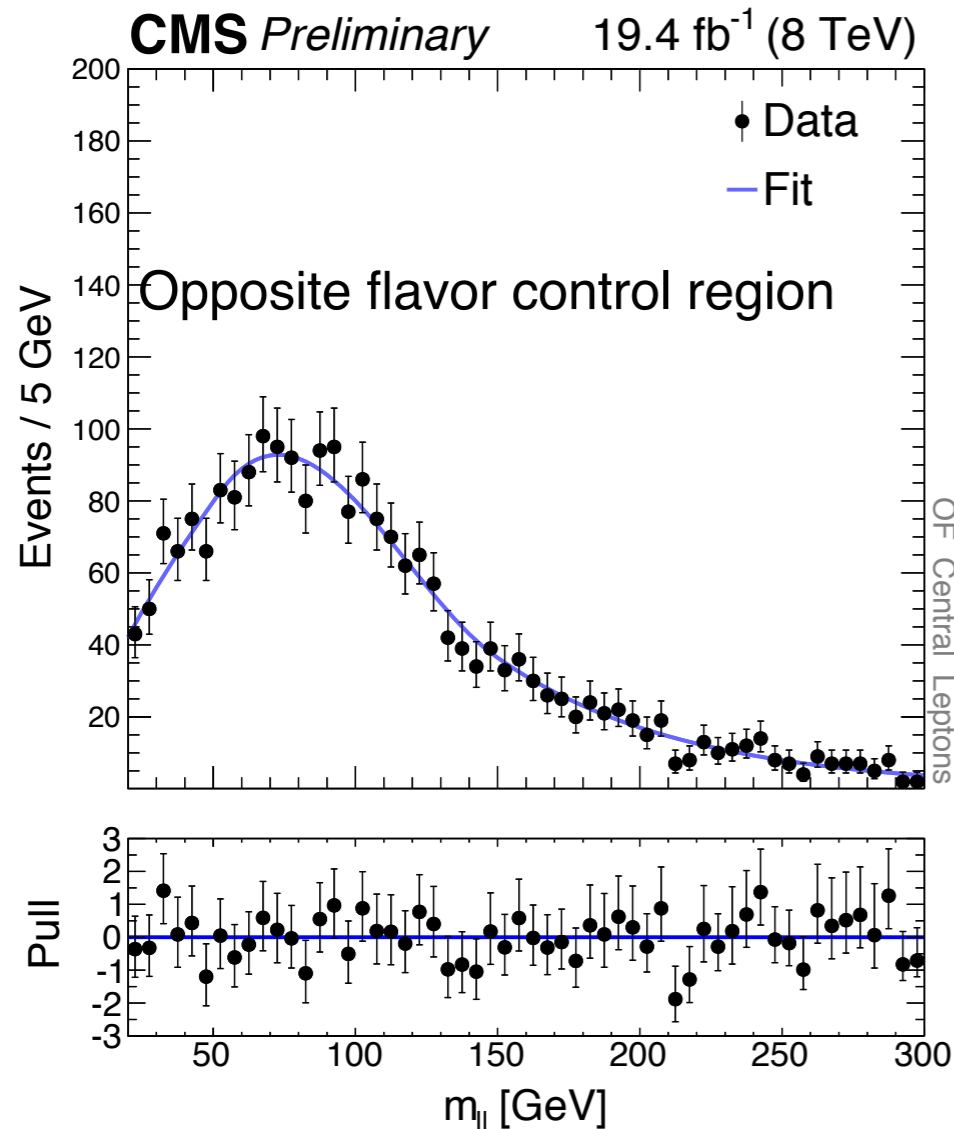 CMS Preliminary 19.4 fb⁻¹ (8 TeV)
200
180
160
140
120
100
80
60
40
20
Events / 5 GeV
Data
Fit
Opposite flavor control region
OF Central Leptons
3
2
1
0
-1
-2
-3
Pull
50 100 150 200 250 300
m_ll [GeV]